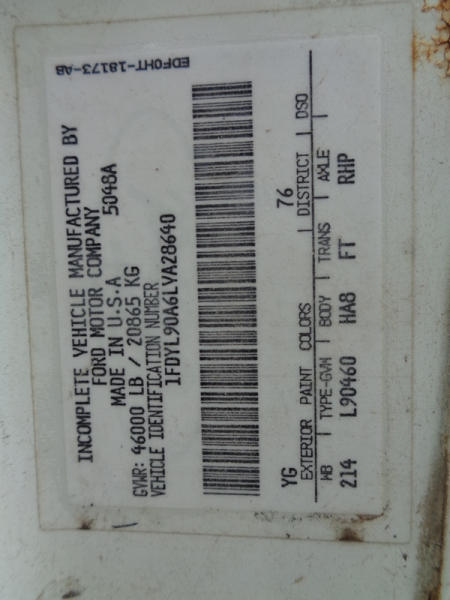 EDF0HT-18173-AB
INCOMPLETE VEHICLE MANUFACTURED BY
FORD MOTOR COMPANY
MADE IN U.S.A 5048A
GVWR: 46000 LB / 20865 KG
VEHICLE IDENTIFICATION NUMBER
1FDYL90A6LVA28640
YG 76
EXTERIOR PAINT COLORS | DISTRICT | DSO
WB | TYPE-GVW | BODY | TRANS | AXLE
214 L90460 HA8 FT RHP